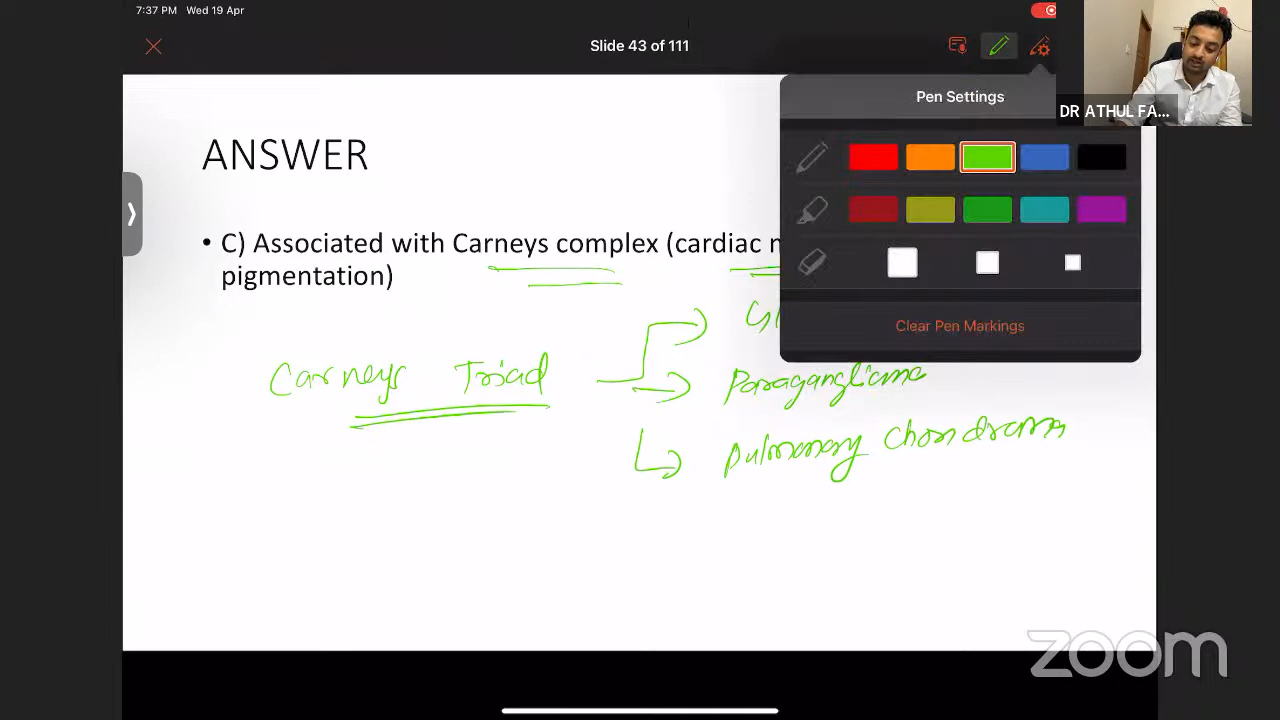 7:37 PM Wed 19 Apr
Slide 43 of 111
Pen Settings
DR ATHUL FA...
ANSWER
• C) Associated with Carneys complex (cardiac
pigmentation)
Clear Pen Markings
Carneys Triad
Paraganglioma
Pulmonary Chondroma
zoom